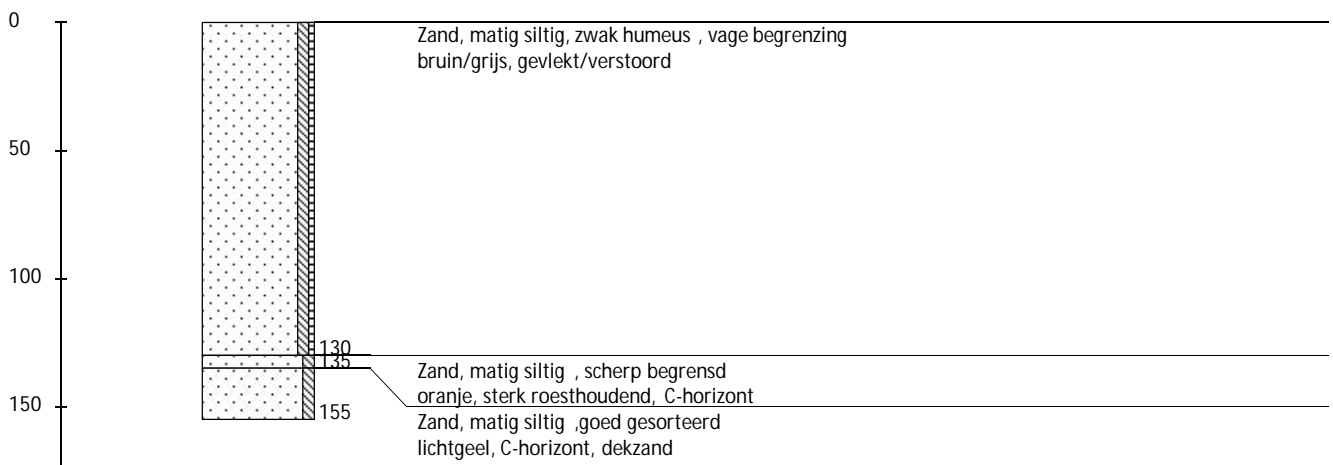 0
Zand, matig siltig, zwak humeus , vage begrenzing
bruin/grijs, gevlekt/verstoord
50
100
130
135
Zand, matig siltig , scherp begrensd
oranje, sterk roesthoudend, C-horizont
150
155
Zand, matig siltig ,goed gesorteerd
lichtgeel, C-horizont, dekzand